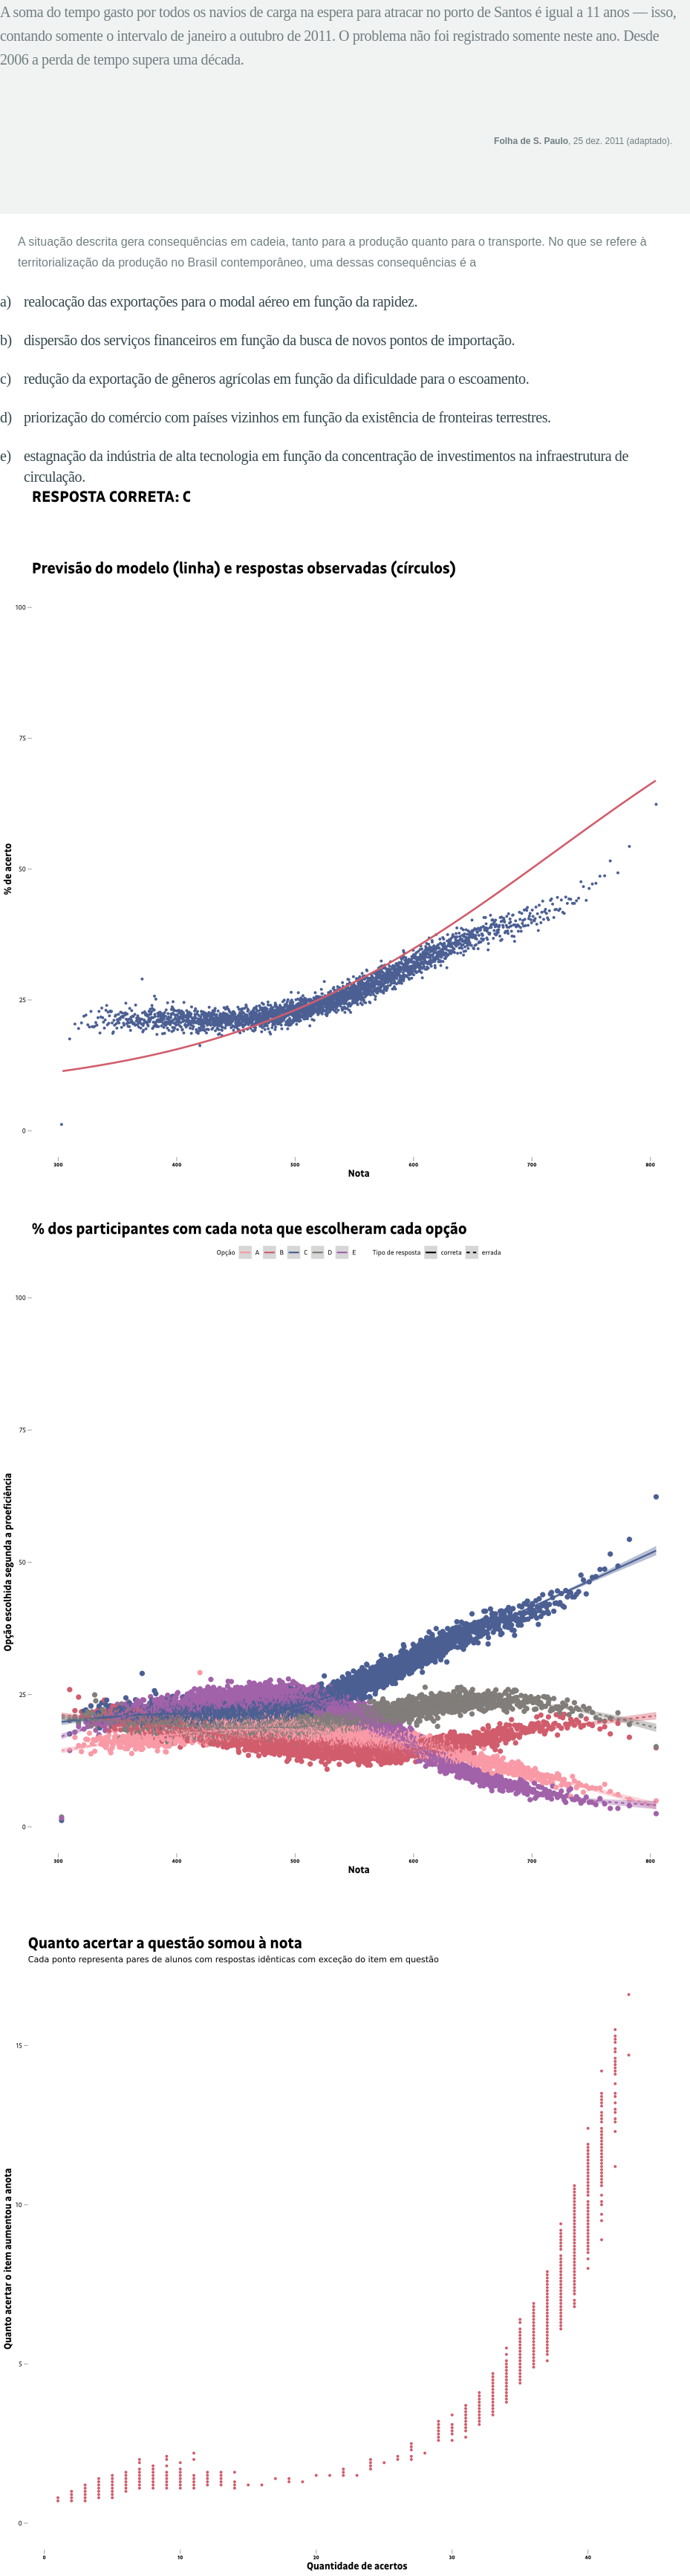 A soma do tempo gasto por todos os navios de carga na espera para atracar no porto de Santos é igual a 11 anos — isso,
contando somente o intervalo de janeiro a outubro de 2011. O problema não foi registrado somente neste ano. Desde
2006 a perda de tempo supera uma década.
Folha de S. Paulo, 25 dez. 2011 (adaptado).
A situação descrita gera consequências em cadeia, tanto para a produção quanto para o transporte. No que se refere à
territorialização da produção no Brasil contemporâneo, uma dessas consequências é a
a) realocação das exportações para o modal aéreo em função da rapidez.
b) dispersão dos serviços financeiros em função da busca de novos pontos de importação.
c) redução da exportação de gêneros agrícolas em função da dificuldade para o escoamento.
d) priorização do comércio com países vizinhos em função da existência de fronteiras terrestres.
e) estagnação da indústria de alta tecnologia em função da concentração de investimentos na infraestrutura de
circulação.
RESPOSTA CORRETA: C
Previsão do modelo (linha) e respostas observadas (círculos)
100
75
% de acerto
50
25
0
300 400 500 600 700 800
Nota
% dos participantes com cada nota que escolheram cada opção
Opção A B C D E Tipo de resposta correta errada
100
75
Opção escolhida segunda a proeficiência
50
25
0
300 400 500 600 700 800
Nota
Quanto acertar a questão somou à nota
Cada ponto representa pares de alunos com respostas idênticas com exceção do item em questão
15
Quanto acertar o item aumentou a anota
10
5
0
0 10 20 30 40
Quantidade de acertos